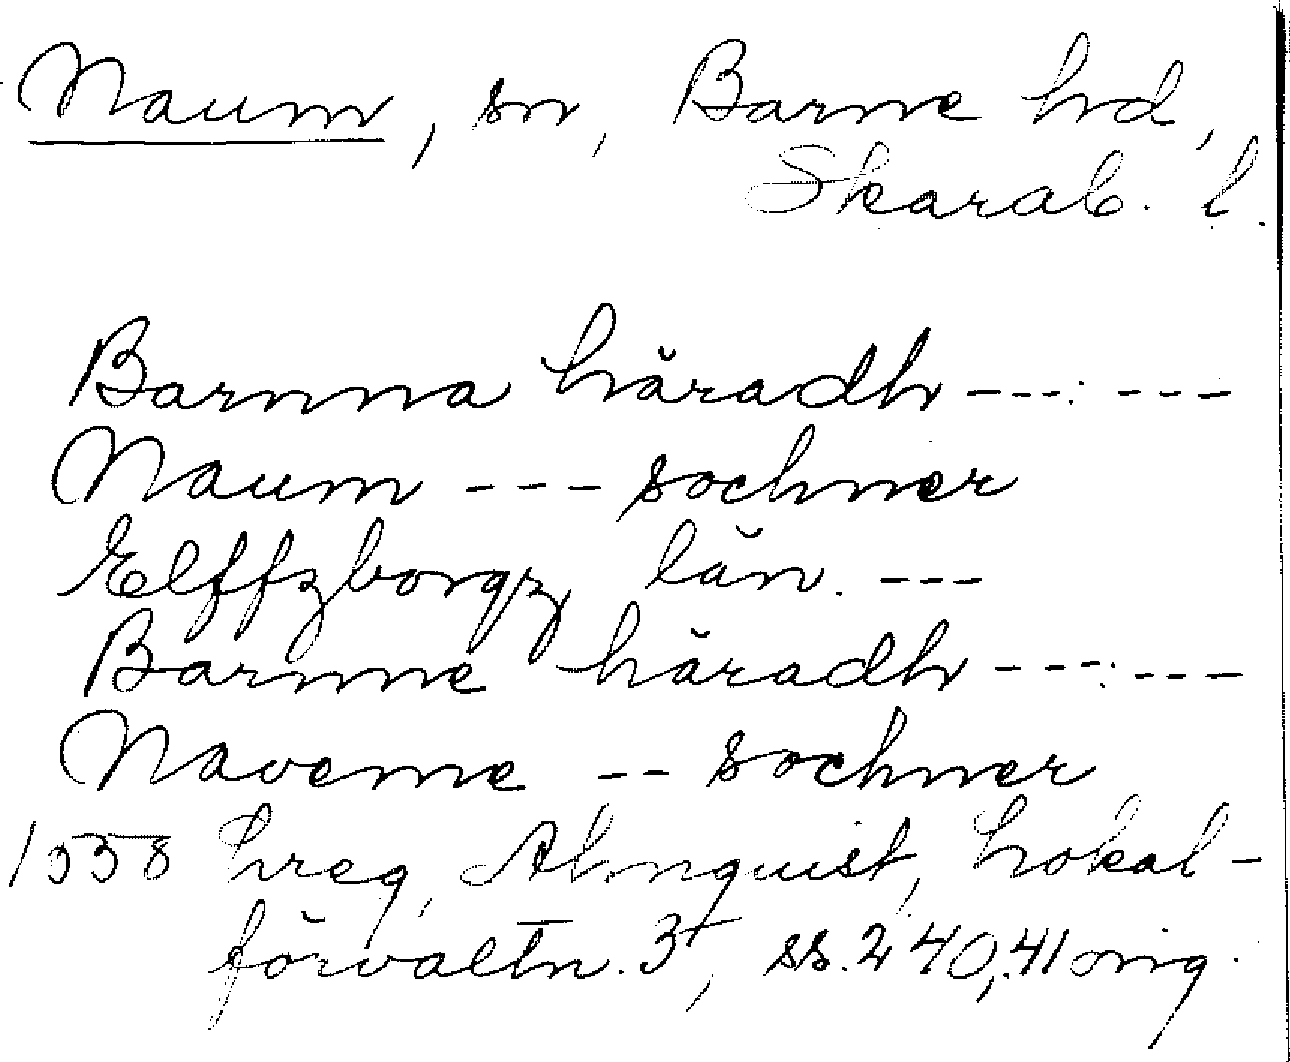 Naum, sn, Barne hd,
Skarab. l.
Barnna häradh ---:---
Naum --- sochner
Elffzborgz län. ---
Barnne häradh ---:---
Naveme -- sochner
1558 hreg, Almquist, Lokal-
förvaltn. 3, ss. 240, 41 orig.